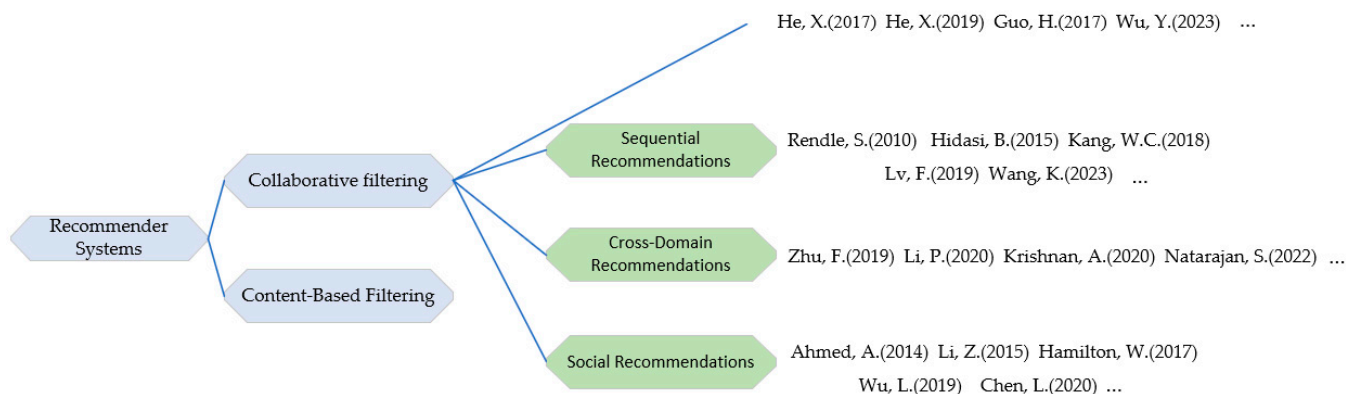 He, X.(2017) He, X.(2019) Guo, H.(2017) Wu, Y.(2023) ...
Sequential
Recommendations
Rendle, S.(2010) Hidasi, B.(2015) Kang, W.C.(2018)
Lv, F.(2019) Wang, K.(2023) ...
Collaborative filtering
Recommender
Systems
Cross-Domain
Recommendations
Zhu, F.(2019) Li, P.(2020) Krishnan, A.(2020) Natarajan, S.(2022) ...
Content-Based Filtering
Social Recommendations
Ahmed, A.(2014) Li, Z.(2015) Hamilton, W.(2017)
Wu, L.(2019) Chen, L.(2020) ...